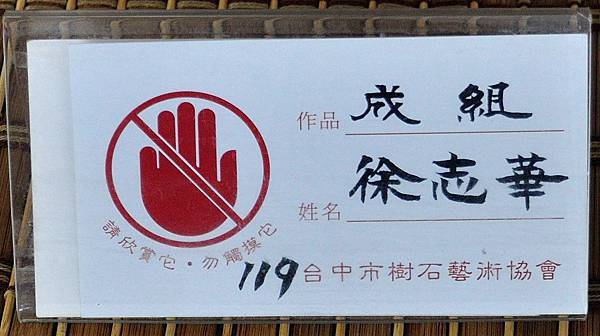 作品 成組
姓名 徐志華
請欣賞它・勿觸摸它
119 台中市樹石藝術協會